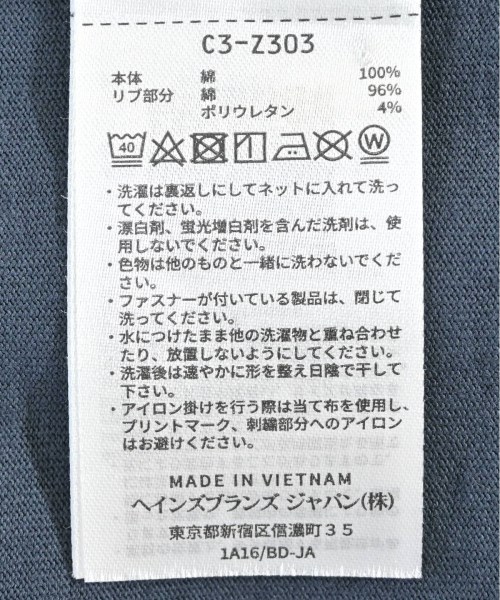 C3-Z303
本体 綿 100%
リブ部分 綿 96%
ポリウレタン 4%
40 W
・洗濯は裏返しにしてネットに入れて洗っ
てください。
・漂白剤、蛍光増白剤を含んだ洗剤は、使
用しないでください。
・色物は他のものと一緒に洗わないでくだ
さい。
・ファスナーが付いている製品は、閉じて
洗ってください。
・水につけたまま他の洗濯物と重ね合わせ
たり、放置しないようにしてください。
・洗濯後は速やかに形を整え日陰で干して
下さい。
・アイロン掛けを行う際は当て布を使用し、
プリントマーク、刺繍部分へのアイロン
はお避けください。
MADE IN VIETNAM
ヘインズブランズ ジャパン(株)
東京都新宿区信濃町35
1A16/BD-JA